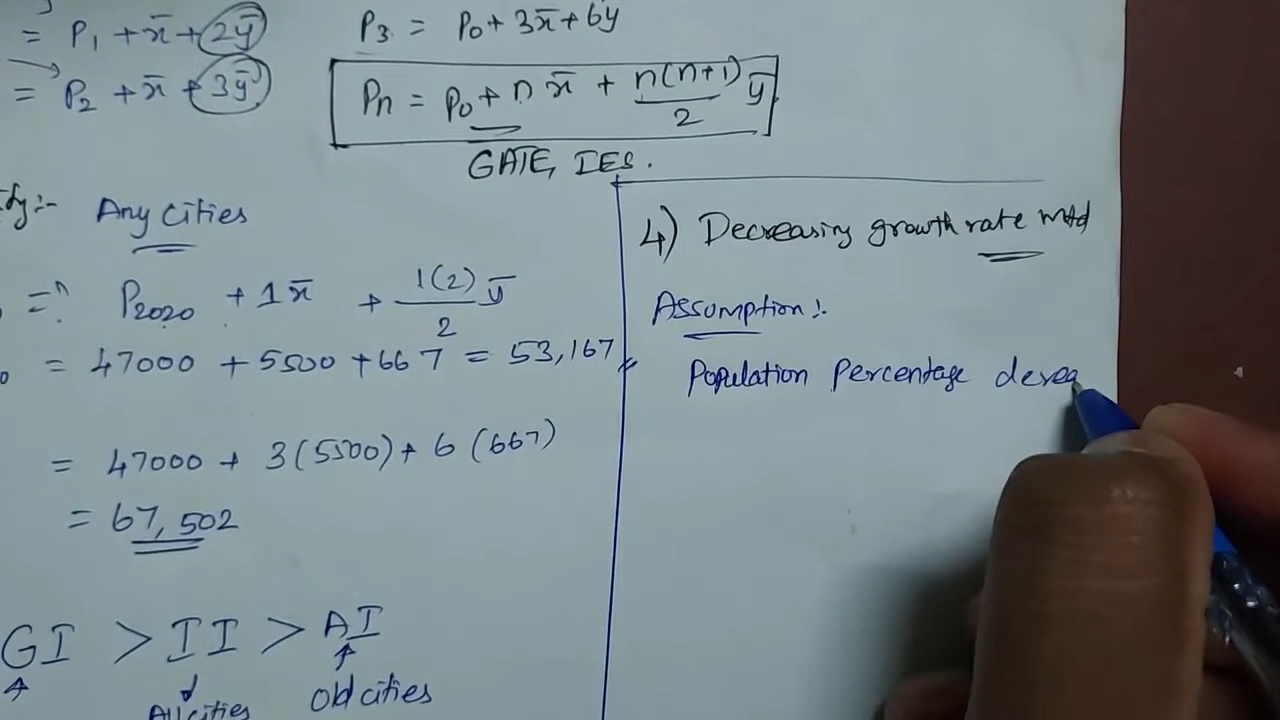 = P₁ + x̄ + 2ȳ
= P₂ + x̄ + 3ȳ
P₃ = P₀ + 3x̄ + 6y
Pn = P₀ + n x̄ + n(n+1)/2 ȳ
GATE, IES.
Any Cities
= P₂₀₂₀ + 1x̄ + 1(2)/2 ȳ
= 47000 + 5500 + 667 = 53,167
= 47000 + 3(5500) + 6 (667)
= 67,502
GI > II > AI
All cities
Old cities
4) Decreasing growth rate mtd
Assumption :.
Population Percentage decrea